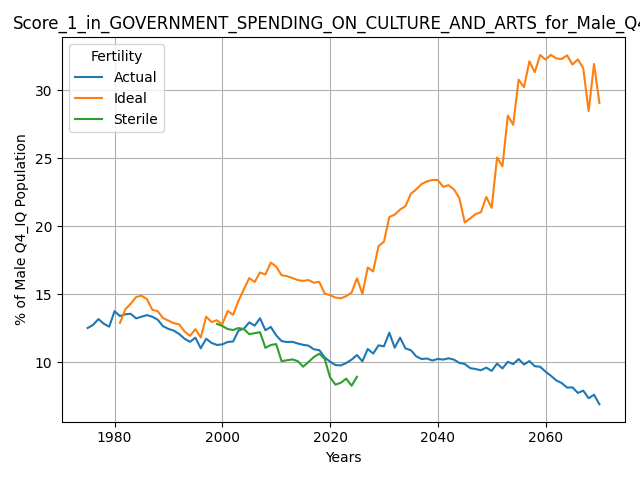 Score_1_in_GOVERNMENT_SPENDING_ON_CULTURE_AND_ARTS_for_Male_Q4
Fertility
Actual
Ideal
Sterile
% of Male Q4_IQ Population
30
25
20
15
10
1980
2000
2020
2040
2060
Years